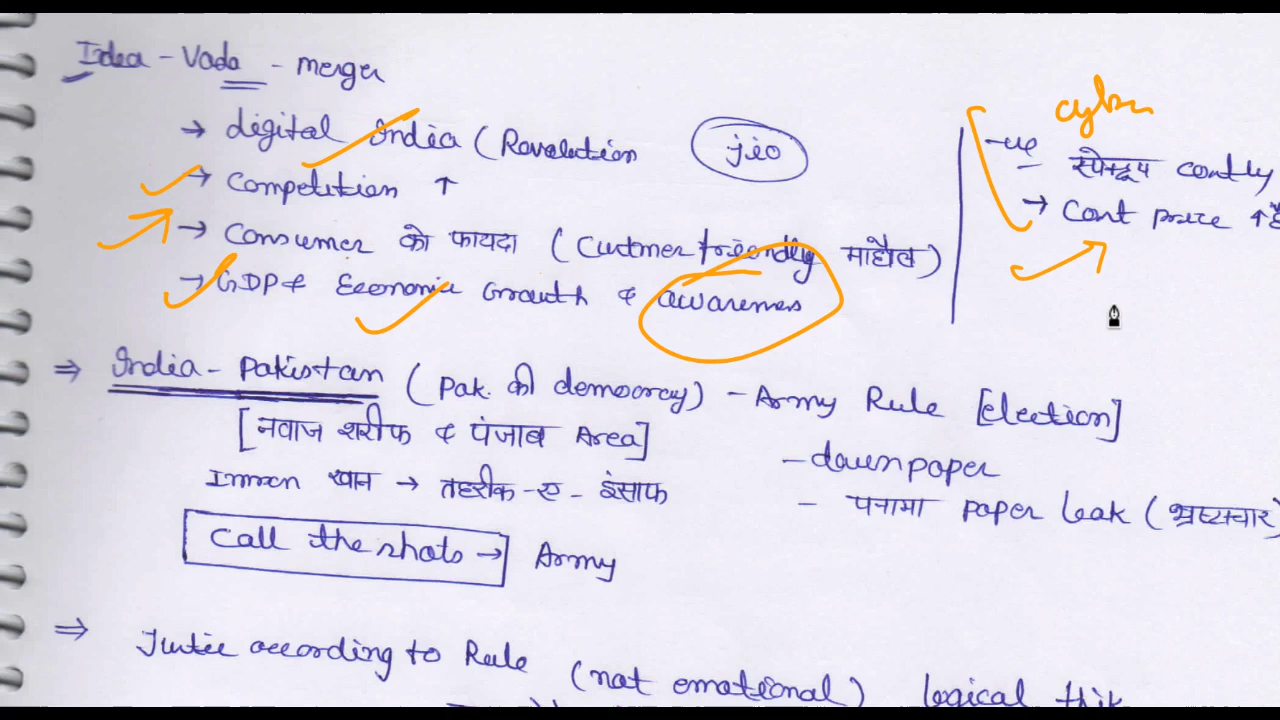 Idea - Voda - merger
→ digital India (Revolution jio
→ Competition ↑
→ Consumer को फायदा (Customer friendly माहौल)
→ GDP & Economic Growth & awareness
cyber
-ve स्पेक्ट्रम costly
→ Cost price ↑ है
⇒ India - Pakistan (Pak. की democracy) - Army Rule [election]
[नवाज शरीफ & पंजाब Area]
- dawn paper
Imran खान → तहरीक-ए-इंसाफ
- पनामा paper leak (भ्रष्टाचार)
Call the shots → Army
⇒ Justice according to Rule (not emotional) logical